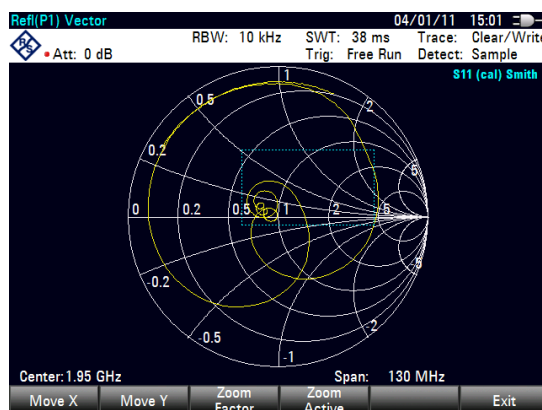 Refl(P1) Vector 04/01/11 15:01
RBW: 10 kHz SWT: 38 ms Trace: Clear/Write
Att: 0 dB Trig: Free Run Detect: Sample
S11 (cal) Smith
1
0.5 2
0.2 5
0 0.2 0.5 1 2 5
-0.2 -5
-0.5 -2
-1
Center: 1.95 GHz Span: 130 MHz
Move X Move Y Zoom Factor Zoom Active Exit